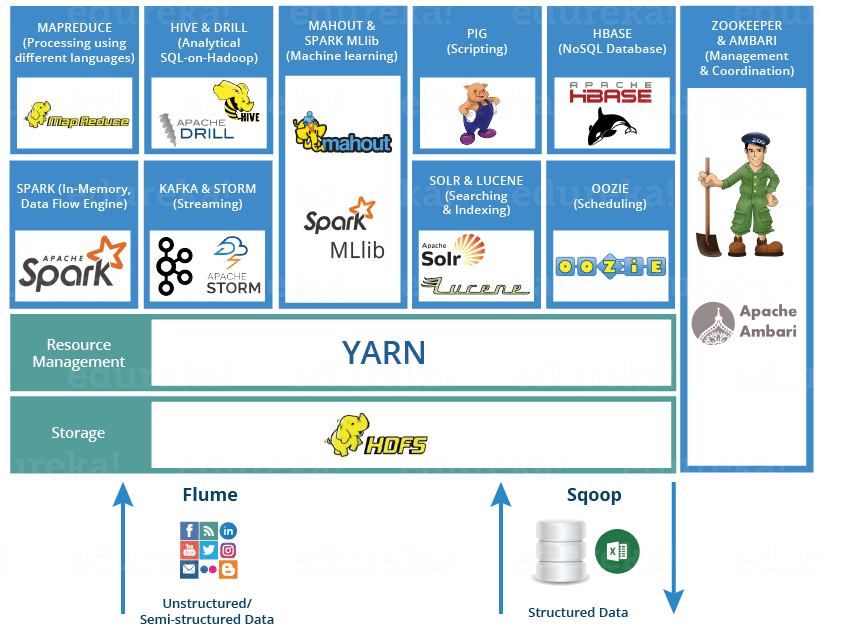 MAPREDUCE
(Processing using
different languages)
Map Reduce
HIVE & DRILL
(Analytical
SQL-on-Hadoop)
HIVE
APACHE
DRILL
MAHOUT &
SPARK MLlib
(Machine learning)
mahout
Spark
MLlib
PIG
(Scripting)
HBASE
(NoSQL Database)
APACHE
HBASE
ZOOKEEPER
& AMBARI
(Management
& Coordination)
ZOO
Apache
Ambari
SPARK (In-Memory,
Data Flow Engine)
APACHE
Spark
KAFKA & STORM
(Streaming)
APACHE
STORM
SOLR & LUCENE
(Searching
& Indexing)
Apache
Solr
Lucene
OOZIE
(Scheduling)
OOZiE
Resource
Management
YARN
Storage
HDFS
edureka!
Flume
f
in
You
Tube
Unstructured/
Semi-structured Data
Sqoop
X
Structured Data